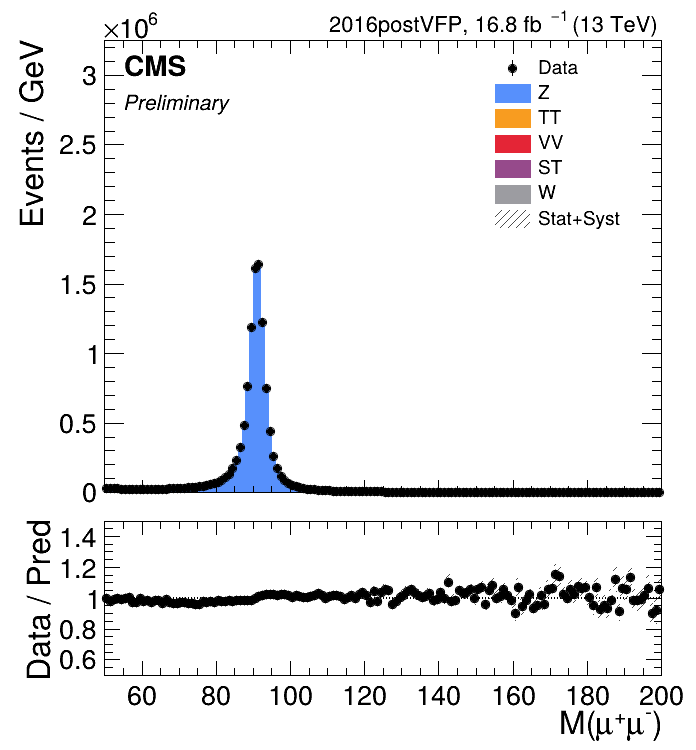 ×10⁶
2016postVFP, 16.8 fb ⁻¹ (13 TeV)
CMS
Preliminary
Events / GeV
3
2.5
2
1.5
1
0.5
0
Data
Z
TT
VV
ST
W
Stat+Syst
Data / Pred
1.4
1.2
1
0.8
0.6
60 80 100 120 140 160 180 200
M(μ⁺μ⁻)